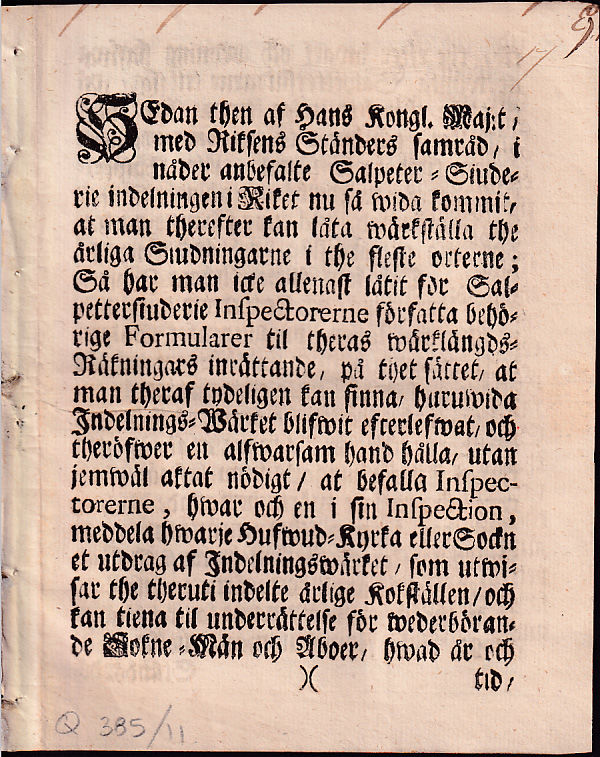 SEdan then af Hans Kongl. Maj:t /
med Riksens Ständers samråd / i
nåder anbefalte Salpeter-Siude-
rie indelningen i Riket nu så wida kommit /
at man therefter kan låta wärkställa the
årliga Siudningarne i the fleste orterne ;
Så har man icke allenast låtit för Sal-
pettersiuderie Inspectorerne författa behö-
rige Formularer til theras wärklängds-
Räkningars inrättande, på thet sättet / at
man theraf tydeligen kan finna / huruwida
Indelnings-Wärket blifwit efterlefwat / och
theröfwer en alfwarsam hand hålla / utan
jemwäl aktat nödigt / at befalla Inspec-
torerne , hwar och en i sin Inspection ,
meddela hwarje Hufwud-Kyrka eller Sockn
et utdrag af Indelningswärket / som utwi-
sar the theruti indelte årlige Kokställen / och
kan tiena til underrättelse för wederböran-
de Sokne-Män och Åboer / hwad år och
)( tid /
Q 385/11
17